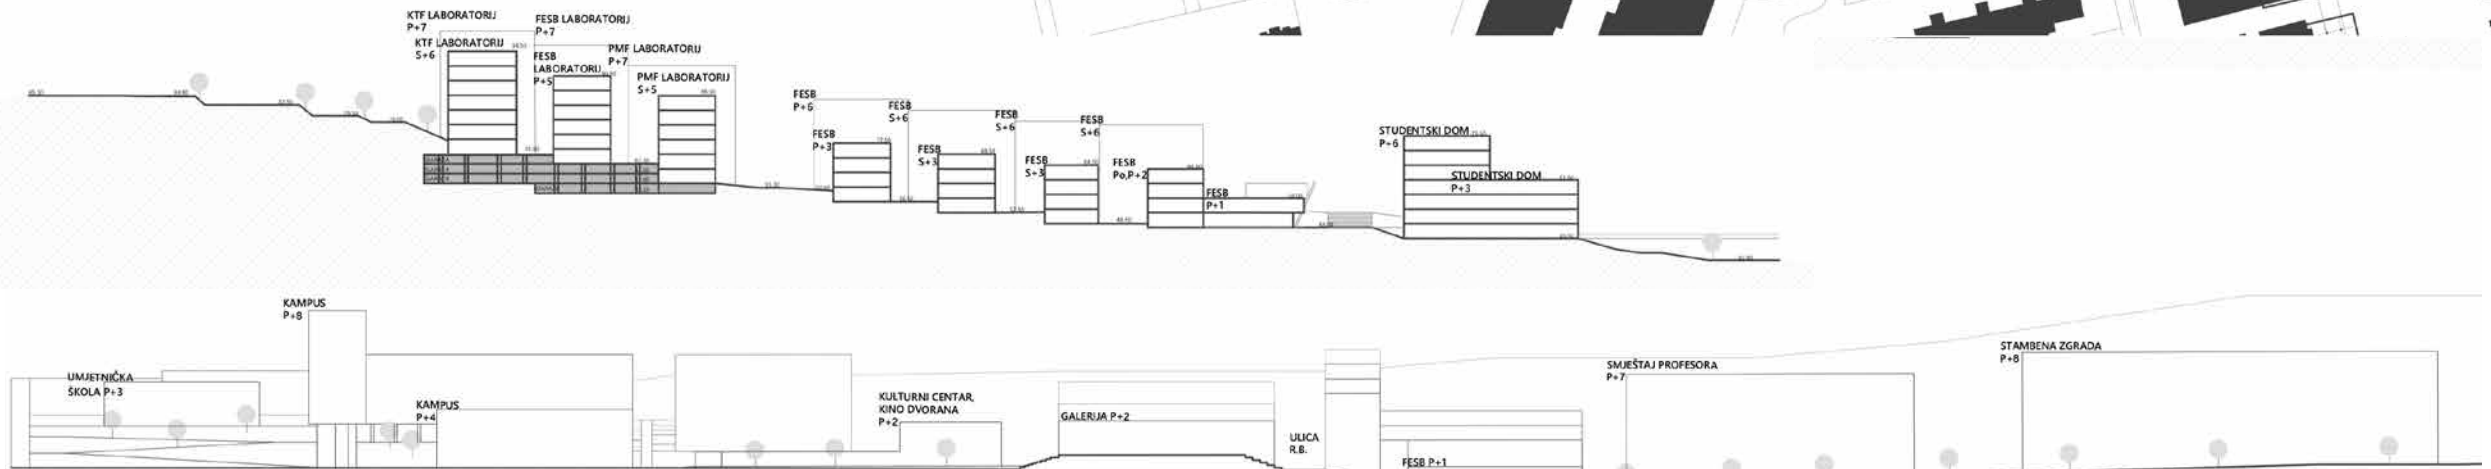 KTF LABORATORIJ
P+7
FESB LABORATORIJ
P+7
KTF LABORATORIJ
S+6
PMF LABORATORIJ
P+7
FESB
LABORATORIJ
P+5
PMF LABORATORIJ
S+5
FESB
P+6
FESB
S+6
FESB
S+6
FESB
S+6
FESB
P+3
FESB
S+3
FESB
S+3
FESB
Po,P+2
FESB
P+1
STUDENTSKI DOM
P+6
STUDENTSKI DOM
P+3
KAMPUS
P+8
UMJETNIČKA
ŠKOLA P+3
KAMPUS
P+4
KULTURNI CENTAR,
KINO DVORANA
P+2
GALERIJA P+2
ULICA
R.B.
FESB P+1
SMJEŠTAJ PROFESORA
P+7
STAMBENA ZGRADA
P+8